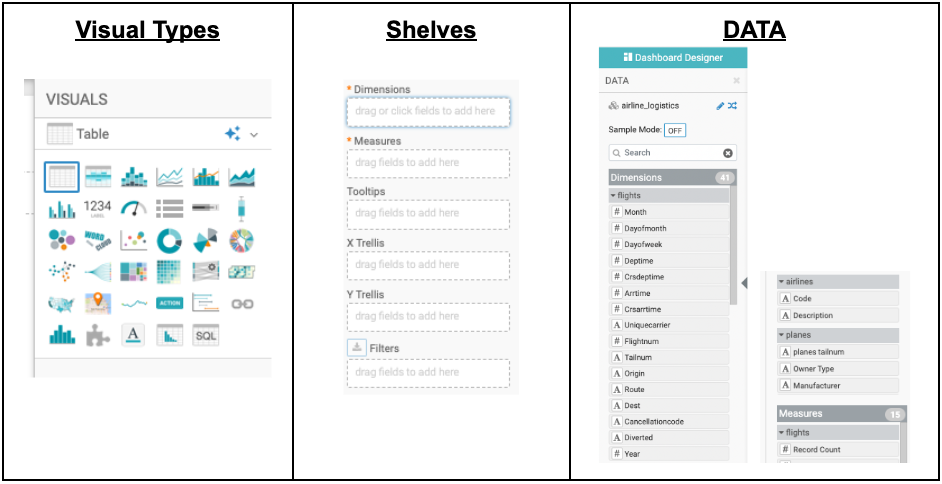 Visual Types
VISUALS
Table
1234
LABEL
WORD
CLOUD
ACTION
A
SQL
Shelves
* Dimensions
drag or click fields to add here
* Measures
drag fields to add here
Tooltips
drag fields to add here
X Trellis
drag fields to add here
Y Trellis
drag fields to add here
Filters
drag fields to add here
DATA
Dashboard Designer
DATA ×
airline_logistics
Sample Mode: OFF
Search
Dimensions 41
flights
# Month
# Dayofmonth
# Dayofweek
# Deptime
# Crsdeptime
# Arrtime
# Crsarrtime
A Uniquecarrier
# Flightnum
A Tailnum
A Origin
A Route
A Dest
A Cancellationcode
A Diverted
# Year
airlines
A Code
A Description
planes
A planes tailnum
A Owner Type
A Manufacturer
Measures 15
flights
# Record Count